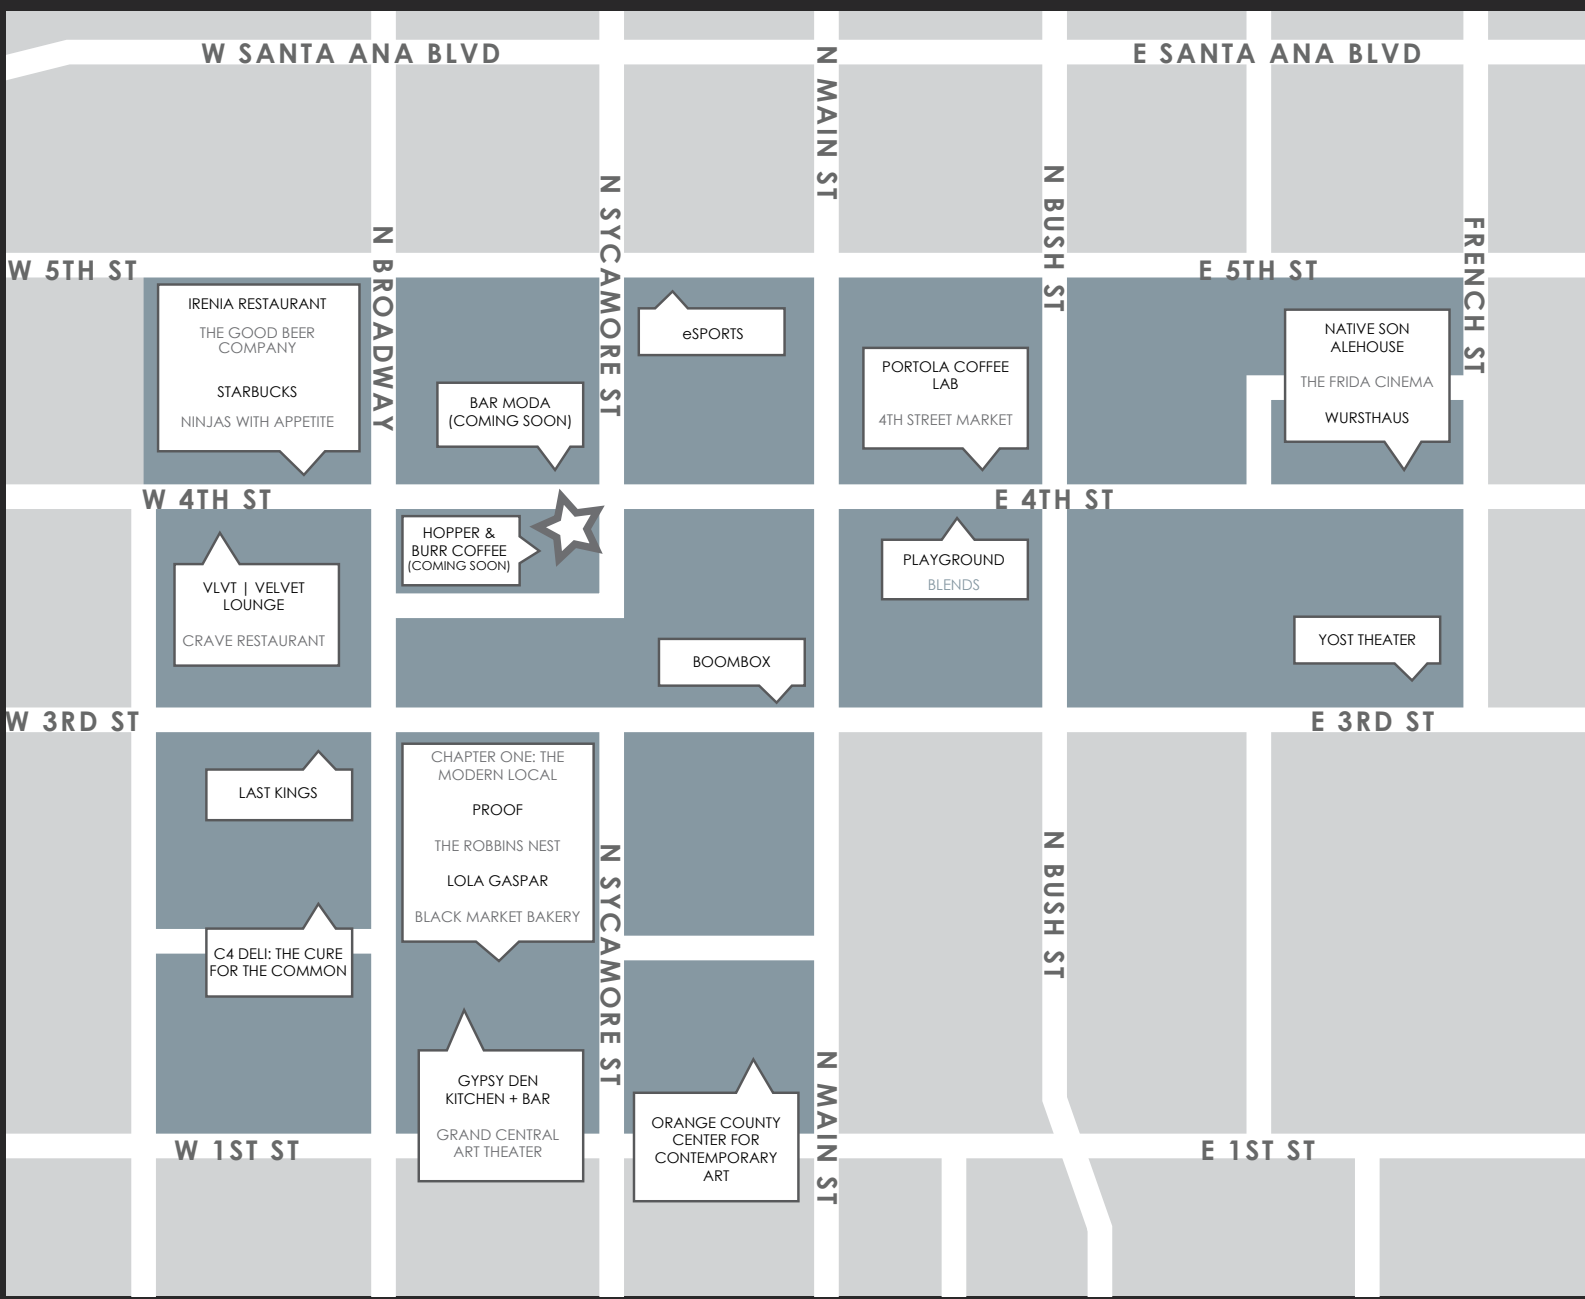 W SANTA ANA BLVD
E SANTA ANA BLVD
N MAIN ST
N BUSH ST
N SYCAMORE ST
N BROADWAY
FRENCH ST
W 5TH ST
E 5TH ST
IRENIA RESTAURANT
THE GOOD BEER
COMPANY
STARBUCKS
NINJAS WITH APPETITE
BAR MODA
(COMING SOON)
eSPORTS
PORTOLA COFFEE
LAB
4TH STREET MARKET
NATIVE SON
ALEHOUSE
THE FRIDA CINEMA
WURSTHAUS
W 4TH ST
E 4TH ST
VLVT | VELVET
LOUNGE
CRAVE RESTAURANT
HOPPER &
BURR COFFEE
(COMING SOON)
PLAYGROUND
BLENDS
BOOMBOX
YOST THEATER
W 3RD ST
E 3RD ST
LAST KINGS
CHAPTER ONE: THE
MODERN LOCAL
PROOF
THE ROBBINS NEST
LOLA GASPAR
BLACK MARKET BAKERY
N SYCAMORE ST
N BUSH ST
C4 DELI: THE CURE
FOR THE COMMON
GYPSY DEN
KITCHEN + BAR
GRAND CENTRAL
ART THEATER
ORANGE COUNTY
CENTER FOR
CONTEMPORARY
ART
N MAIN ST
W 1ST ST
E 1ST ST